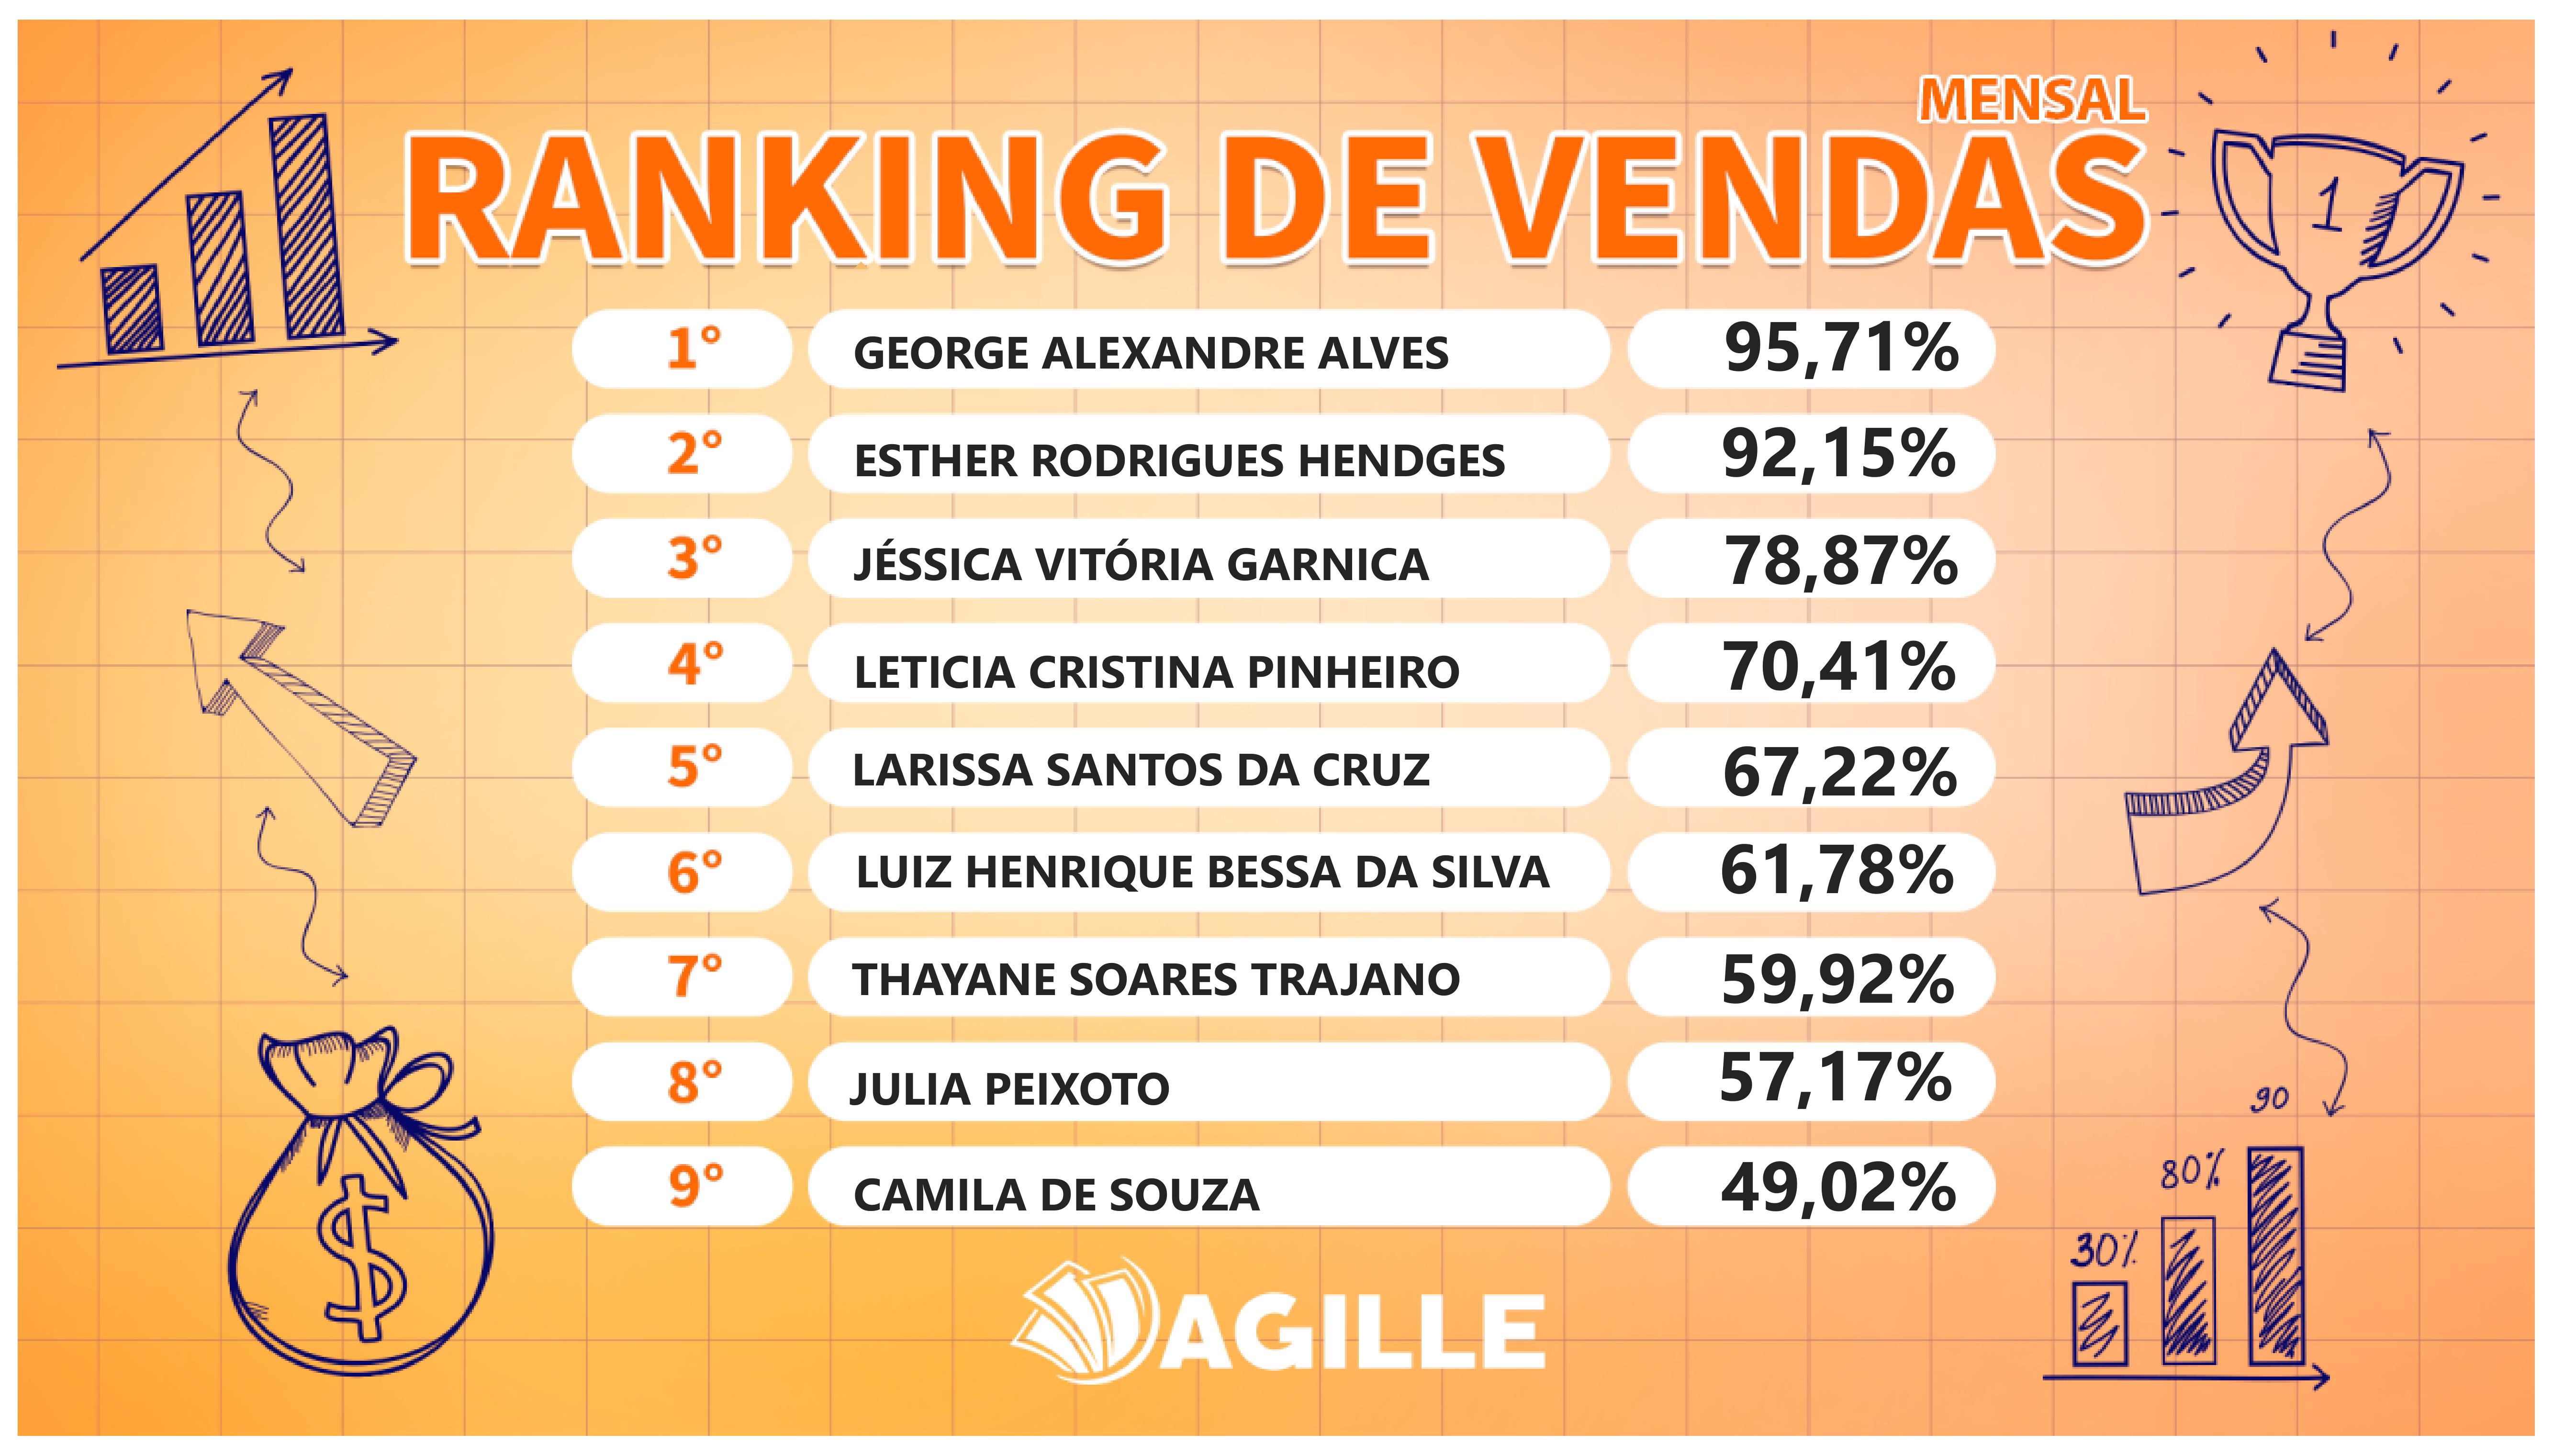 MENSAL
RANKING DE VENDAS
1
1° GEORGE ALEXANDRE ALVES 95,71%
2° ESTHER RODRIGUES HENDGES 92,15%
3° JÉSSICA VITÓRIA GARNICA 78,87%
4° LETICIA CRISTINA PINHEIRO 70,41%
5° LARISSA SANTOS DA CRUZ 67,22%
6° LUIZ HENRIQUE BESSA DA SILVA 61,78%
7° THAYANE SOARES TRAJANO 59,92%
8° JULIA PEIXOTO 57,17%
9° CAMILA DE SOUZA 49,02%
$
90
80%
30%
AGILLE